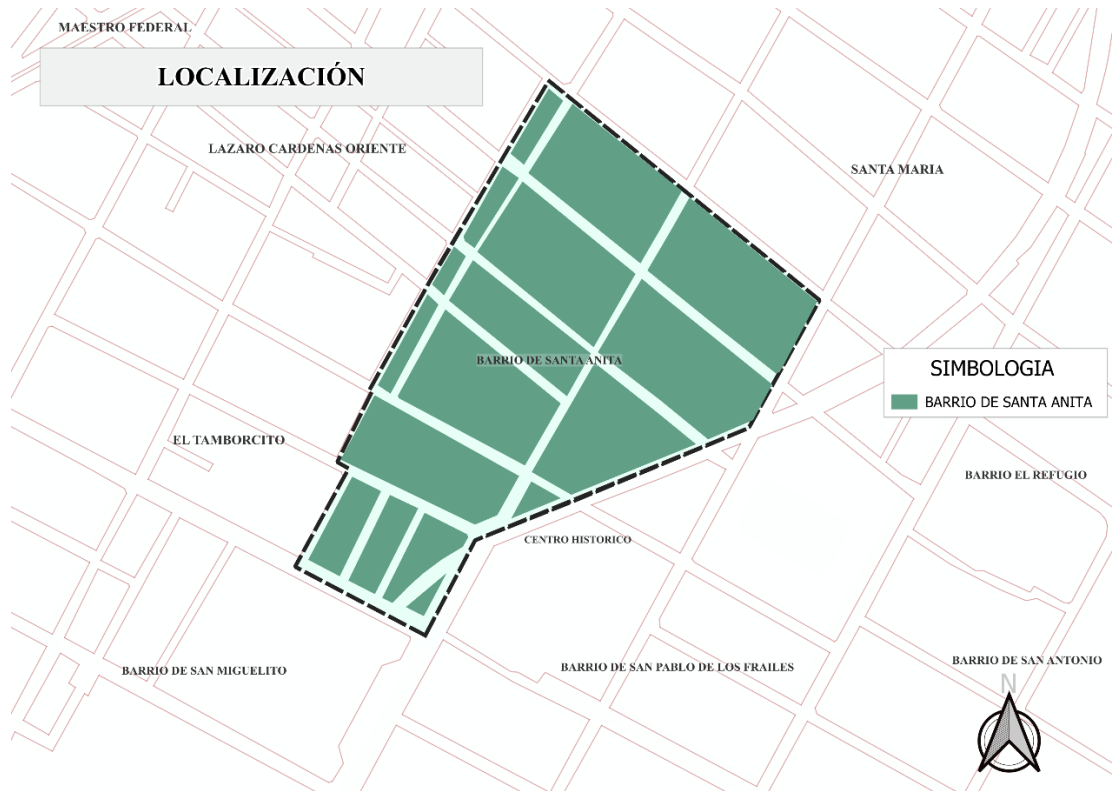 MAESTRO FEDERAL
LOCALIZACIÓN
LAZARO CARDENAS ORIENTE
SANTA MARIA
BARRIO DE SANTA ANITA
SIMBOLOGIA
BARRIO DE SANTA ANITA
EL TAMBORCITO
BARRIO EL REFUGIO
CENTRO HISTORICO
BARRIO DE SAN MIGUELITO
BARRIO DE SAN PABLO DE LOS FRAILES
BARRIO DE SAN ANTONIO
N